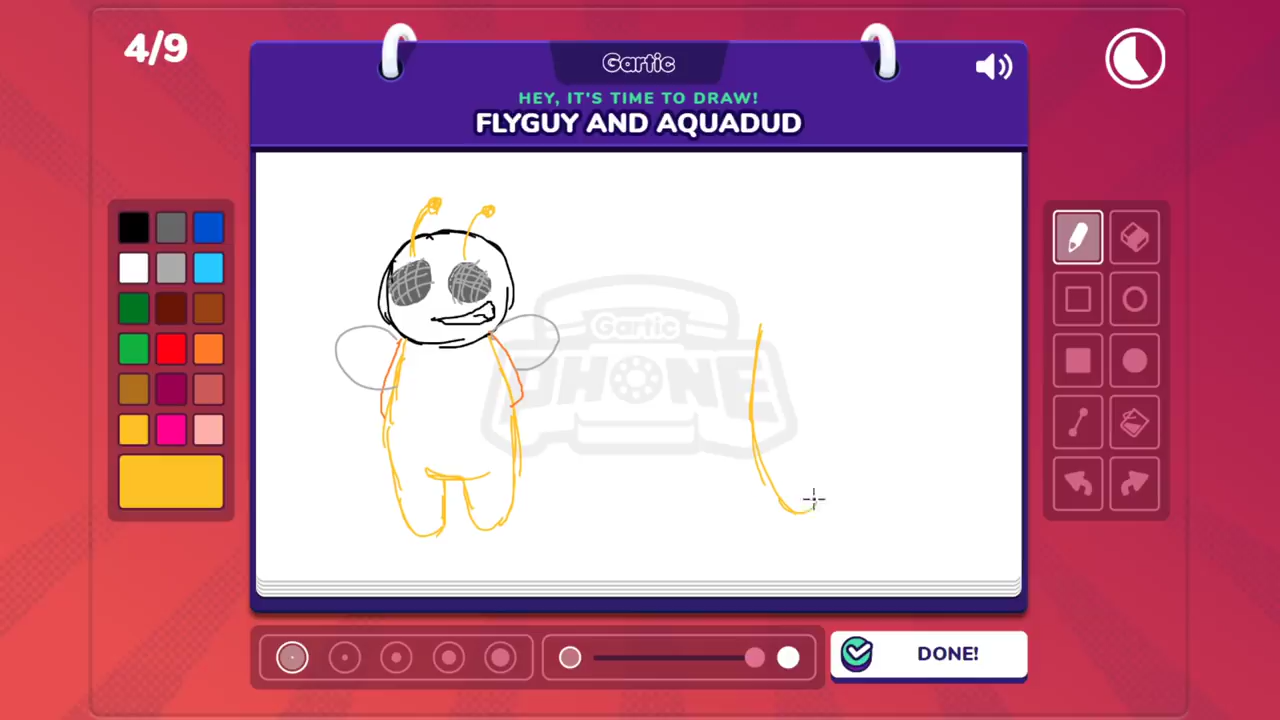 4/9
Gartic
HEY, IT'S TIME TO DRAW!
FLYGUY AND AQUADUD
Gartic
PHONE
DONE!